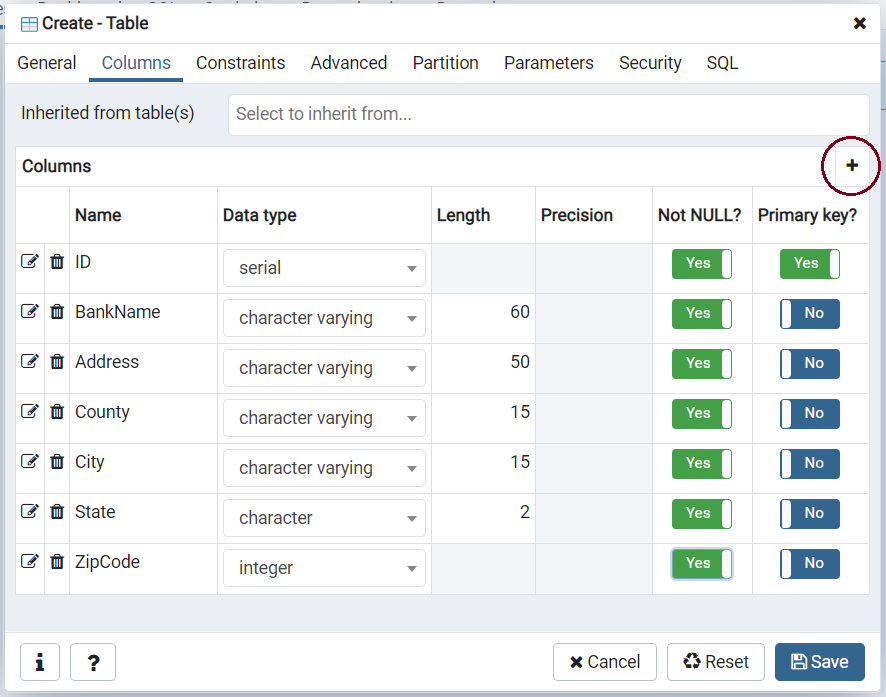 Create - Table
General Columns Constraints Advanced Partition Parameters Security SQL
Inherited from table(s) Select to inherit from...
Columns
Name Data type Length Precision Not NULL? Primary key?
ID serial Yes Yes
BankName character varying 60 Yes No
Address character varying 50 Yes No
County character varying 15 Yes No
City character varying 15 Yes No
State character 2 Yes No
ZipCode integer Yes No
Cancel Reset Save